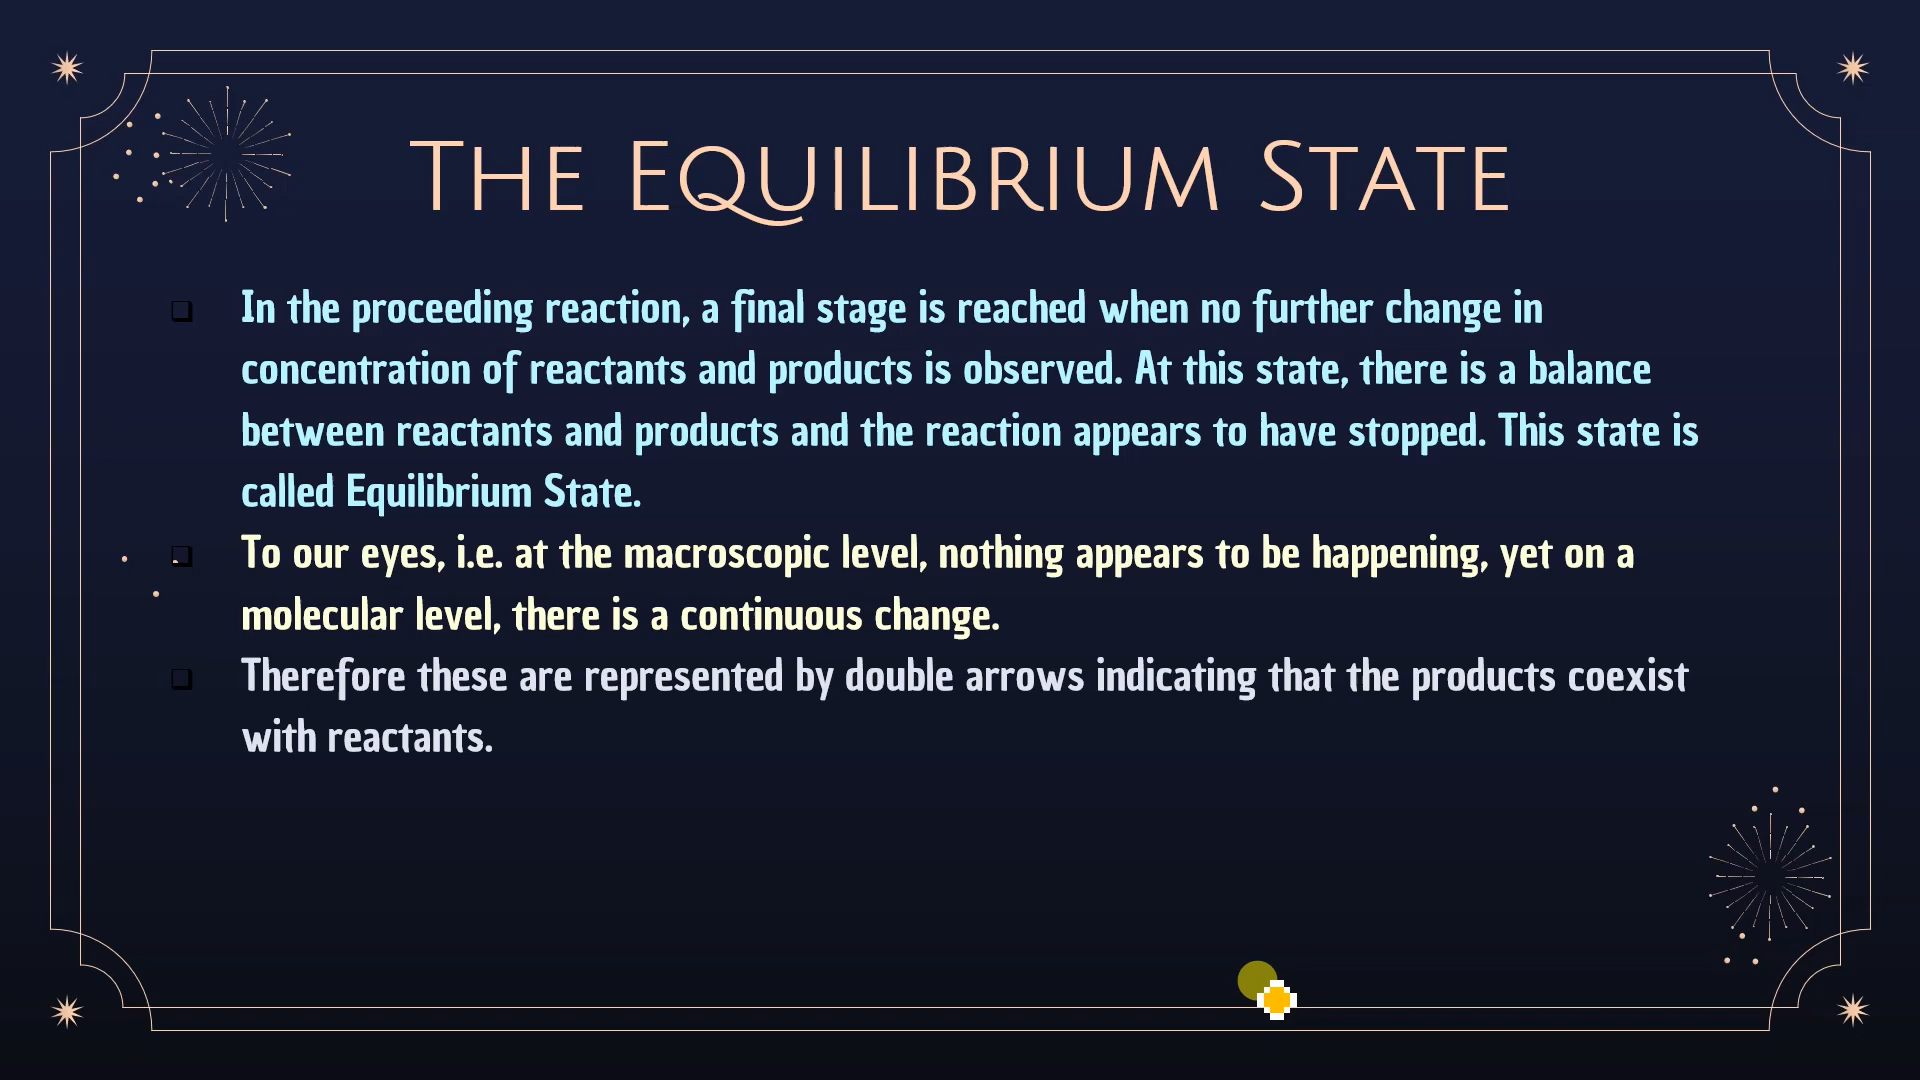 The Equilibrium State
In the proceeding reaction, a final stage is reached when no further change in
concentration of reactants and products is observed. At this state, there is a balance
between reactants and products and the reaction appears to have stopped. This state is
called Equilibrium State.
To our eyes, i.e. at the macroscopic level, nothing appears to be happening, yet on a
molecular level, there is a continuous change.
Therefore these are represented by double arrows indicating that the products coexist
with reactants.